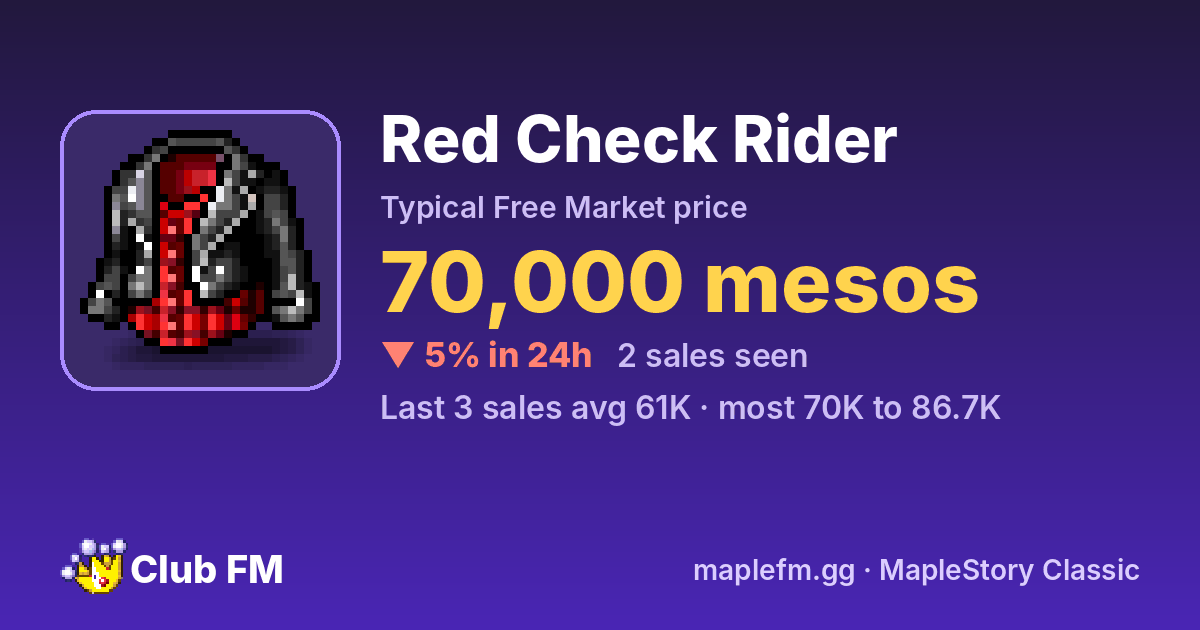 Red Check Rider
Typical Free Market price
70,000 mesos
▼ 5% in 24h 2 sales seen
Last 3 sales avg 61K · most 70K to 86.7K
Club FM
maplefm.gg · MapleStory Classic